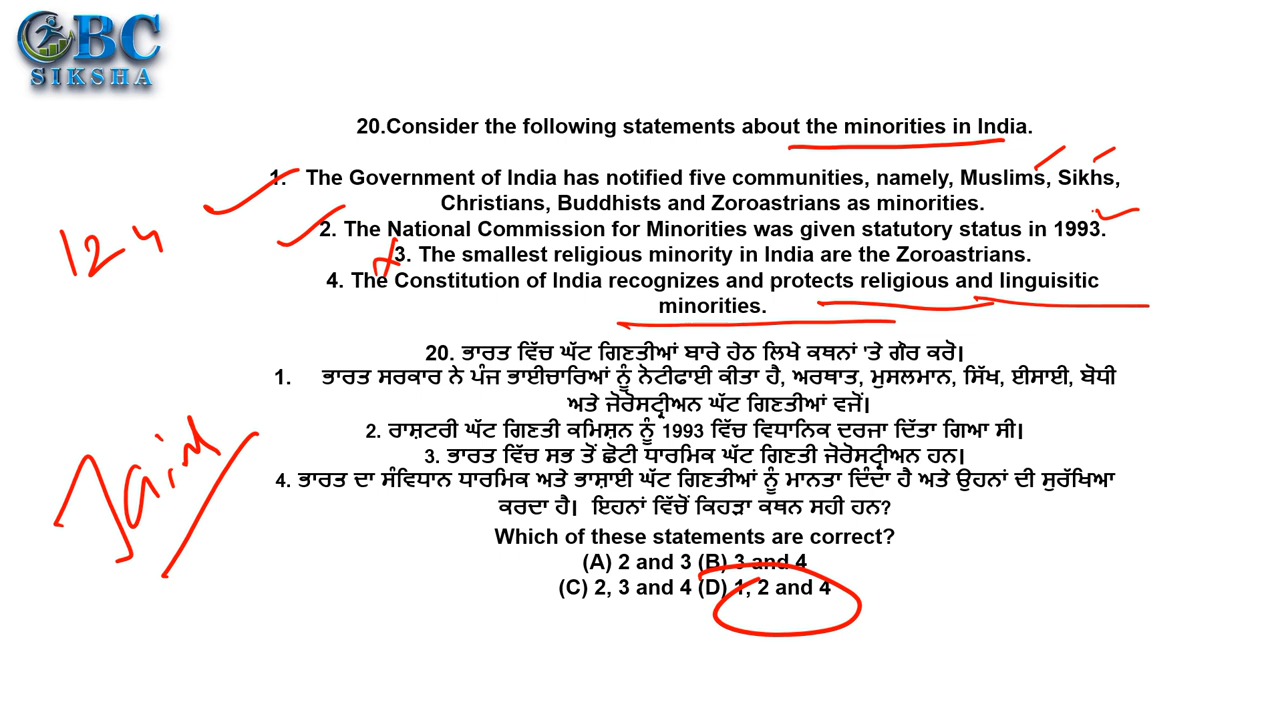 OBC
SIKSHA
20.Consider the following statements about the minorities in India.
1. The Government of India has notified five communities, namely, Muslims, Sikhs,
Christians, Buddhists and Zoroastrians as minorities.
2. The National Commission for Minorities was given statutory status in 1993.
3. The smallest religious minority in India are the Zoroastrians.
4. The Constitution of India recognizes and protects religious and linguisitic
minorities.
1 2 4
20. ਭਾਰਤ ਵਿੱਚ ਘੱਟ ਗਿਣਤੀਆਂ ਬਾਰੇ ਹੇਠ ਲਿਖੇ ਕਥਨਾਂ 'ਤੇ ਗੌਰ ਕਰੋ।
1. ਭਾਰਤ ਸਰਕਾਰ ਨੇ ਪੰਜ ਭਾਈਚਾਰਿਆਂ ਨੂੰ ਨੋਟੀਫਾਈ ਕੀਤਾ ਹੈ, ਅਰਥਾਤ, ਮੁਸਲਮਾਨ, ਸਿੱਖ, ਈਸਾਈ, ਬੋਧੀ
ਅਤੇ ਜੋਰੋਸਟ੍ਰੀਅਨ ਘੱਟ ਗਿਣਤੀਆਂ ਵਜੋਂ।
2. ਰਾਸ਼ਟਰੀ ਘੱਟ ਗਿਣਤੀ ਕਮਿਸ਼ਨ ਨੂੰ 1993 ਵਿੱਚ ਵਿਧਾਨਿਕ ਦਰਜਾ ਦਿੱਤਾ ਗਿਆ ਸੀ।
3. ਭਾਰਤ ਵਿੱਚ ਸਭ ਤੋਂ ਛੋਟੀ ਧਾਰਮਿਕ ਘੱਟ ਗਿਣਤੀ ਜੋਰੋਸਟ੍ਰੀਅਨ ਹਨ।
4. ਭਾਰਤ ਦਾ ਸੰਵਿਧਾਨ ਧਾਰਮਿਕ ਅਤੇ ਭਾਸ਼ਾਈ ਘੱਟ ਗਿਣਤੀਆਂ ਨੂੰ ਮਾਨਤਾ ਦਿੰਦਾ ਹੈ ਅਤੇ ਉਹਨਾਂ ਦੀ ਸੁਰੱਖਿਆ
ਕਰਦਾ ਹੈ। ਇਹਨਾਂ ਵਿੱਚੋਂ ਕਿਹੜਾ ਕਥਨ ਸਹੀ ਹਨ?
Which of these statements are correct?
(A) 2 and 3 (B) 3 and 4
(C) 2, 3 and 4 (D) 1, 2 and 4